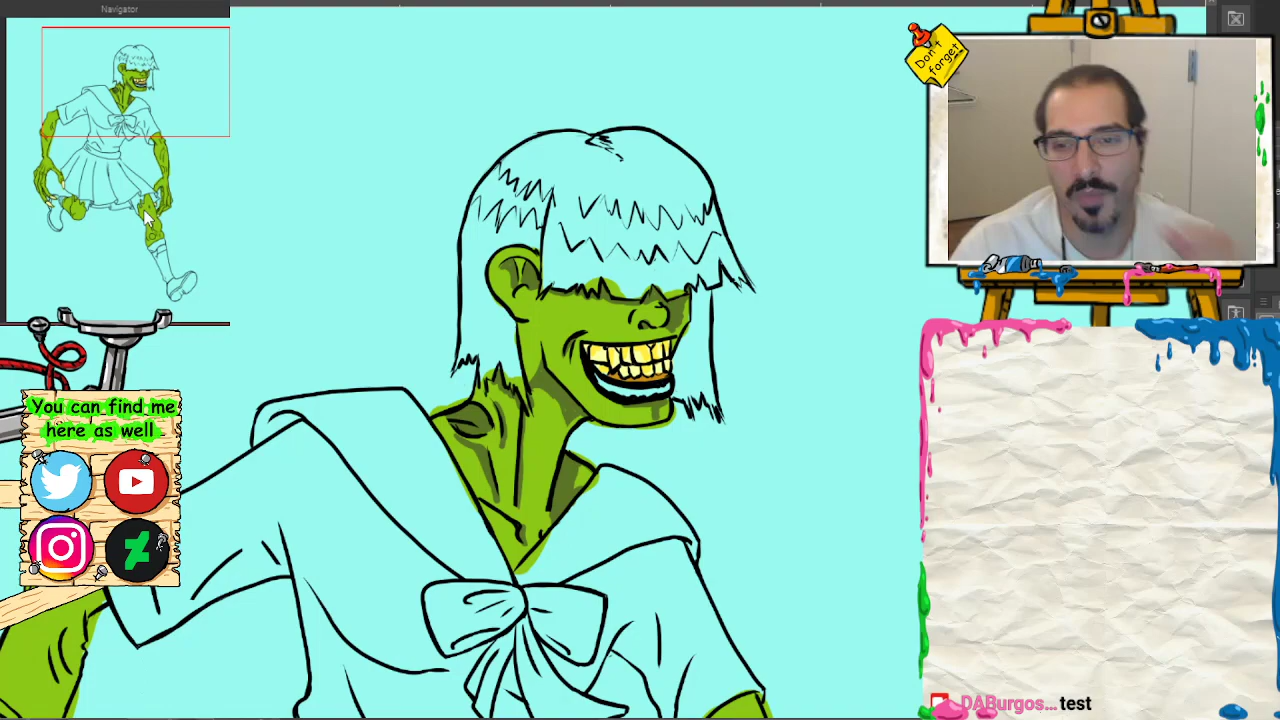 Navigator
Don't
forget
You can find me
here as well
DABurgos... test